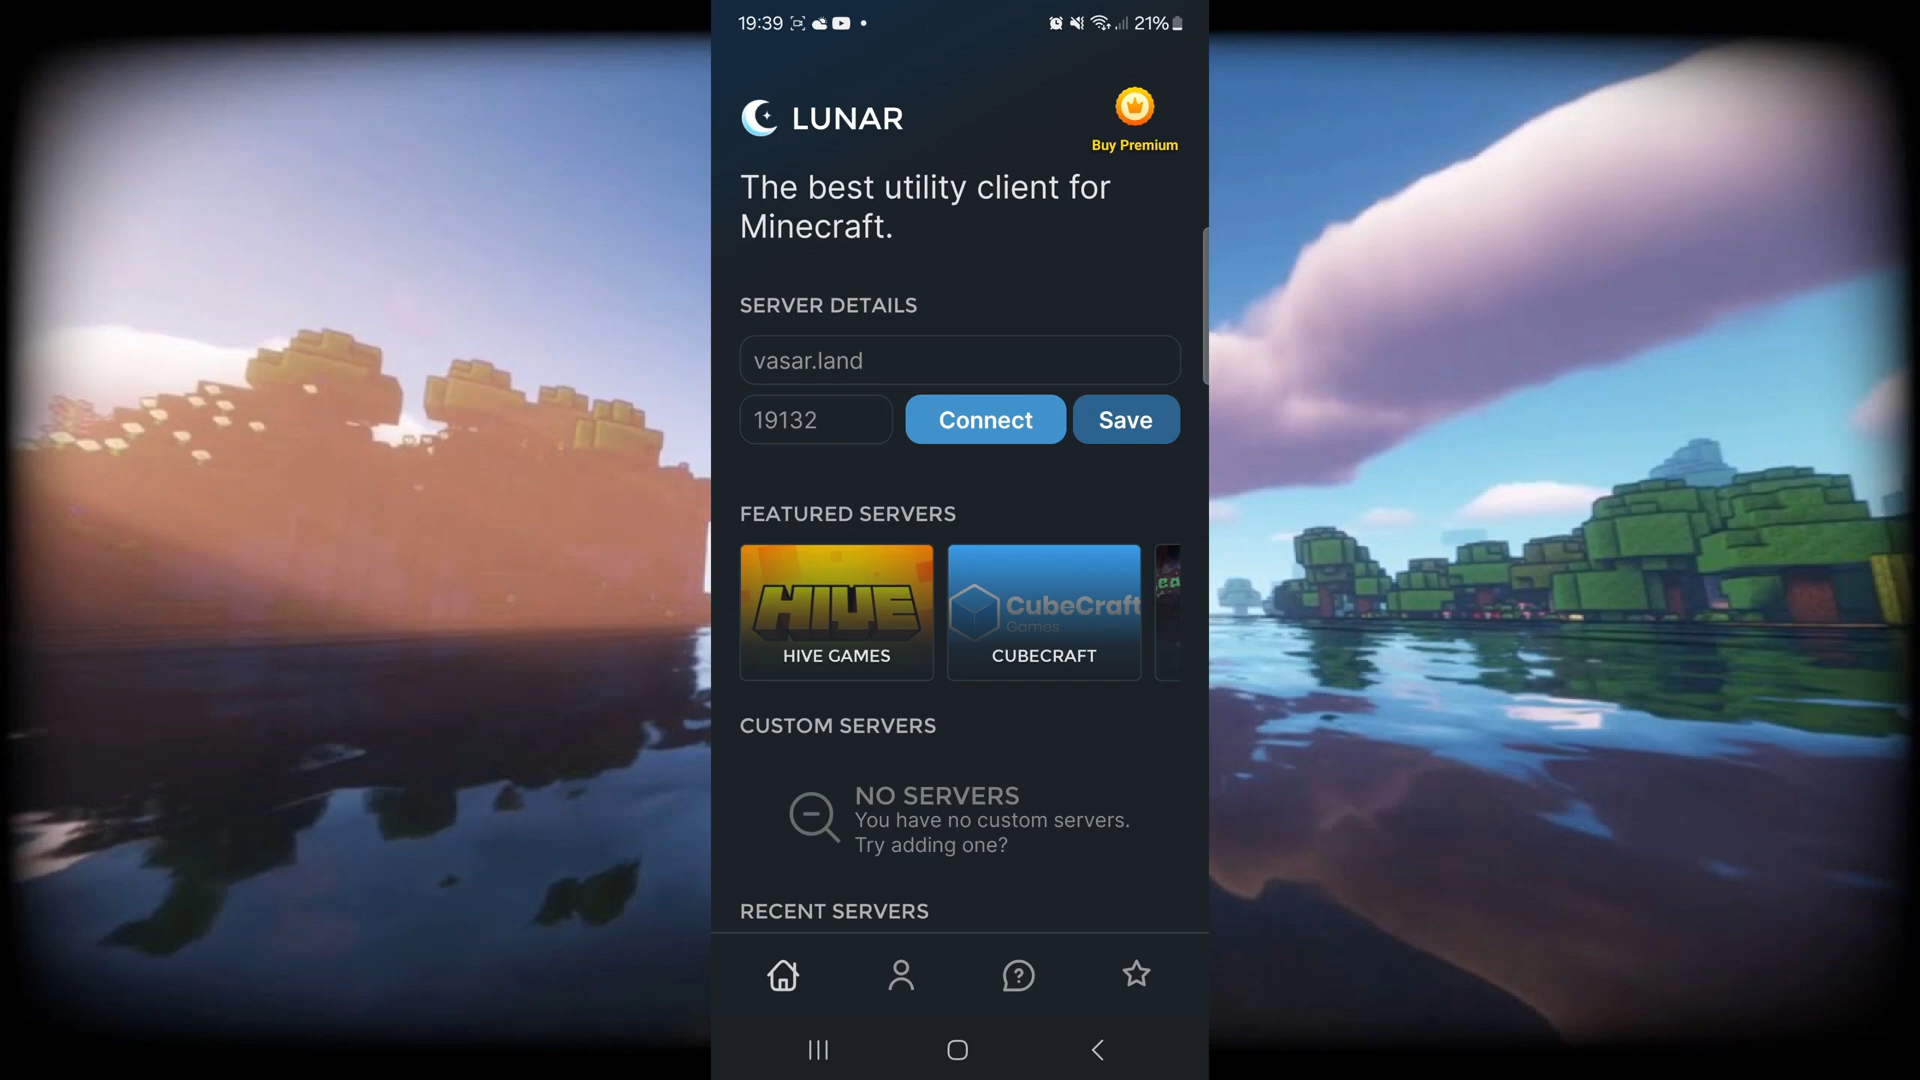 19:39
21%
LUNAR
Buy Premium
The best utility client for
Minecraft.
SERVER DETAILS
vasar.land
19132
Connect
Save
FEATURED SERVERS
HIVE
HIVE GAMES
CubeCraft
Games
CUBECRAFT
CUSTOM SERVERS
NO SERVERS
You have no custom servers.
Try adding one?
RECENT SERVERS